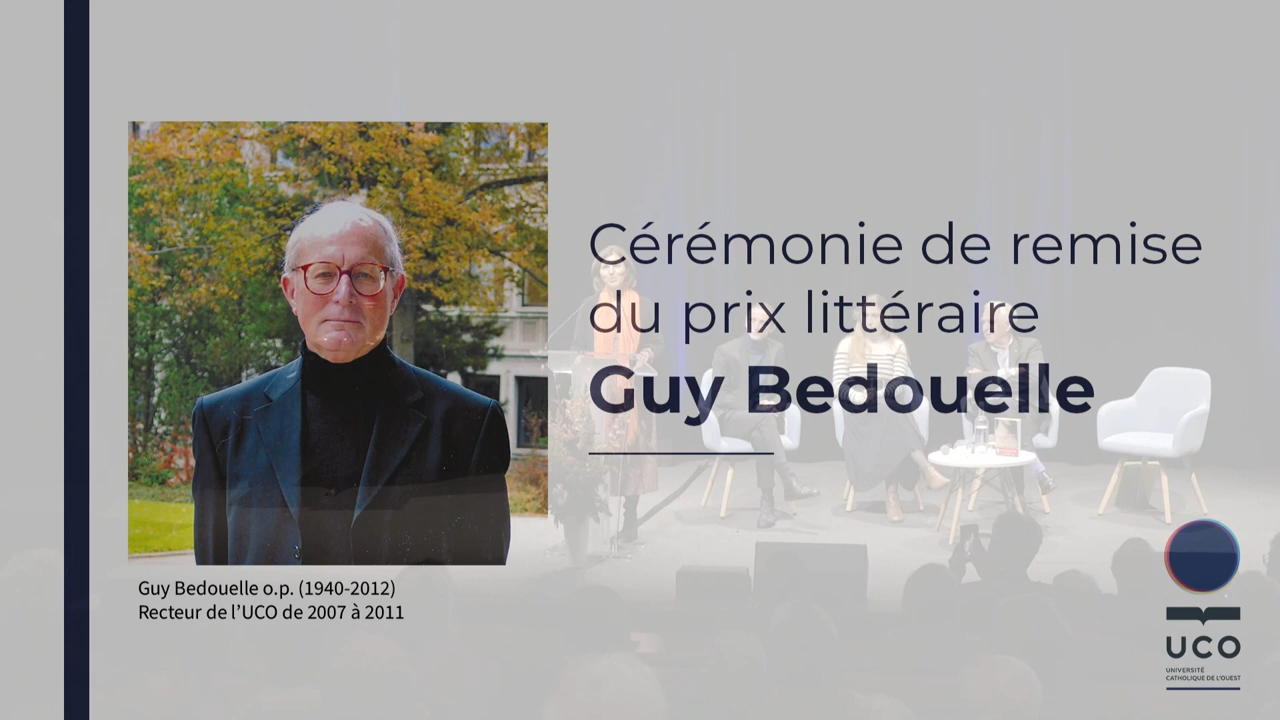 Cérémonie de remise
du prix littéraire
Guy Bedouelle
Guy Bedouelle o.p. (1940-2012)
Recteur de l’UCO de 2007 à 2011
UCO
UNIVERSITÉ
CATHOLIQUE DE L'OUEST